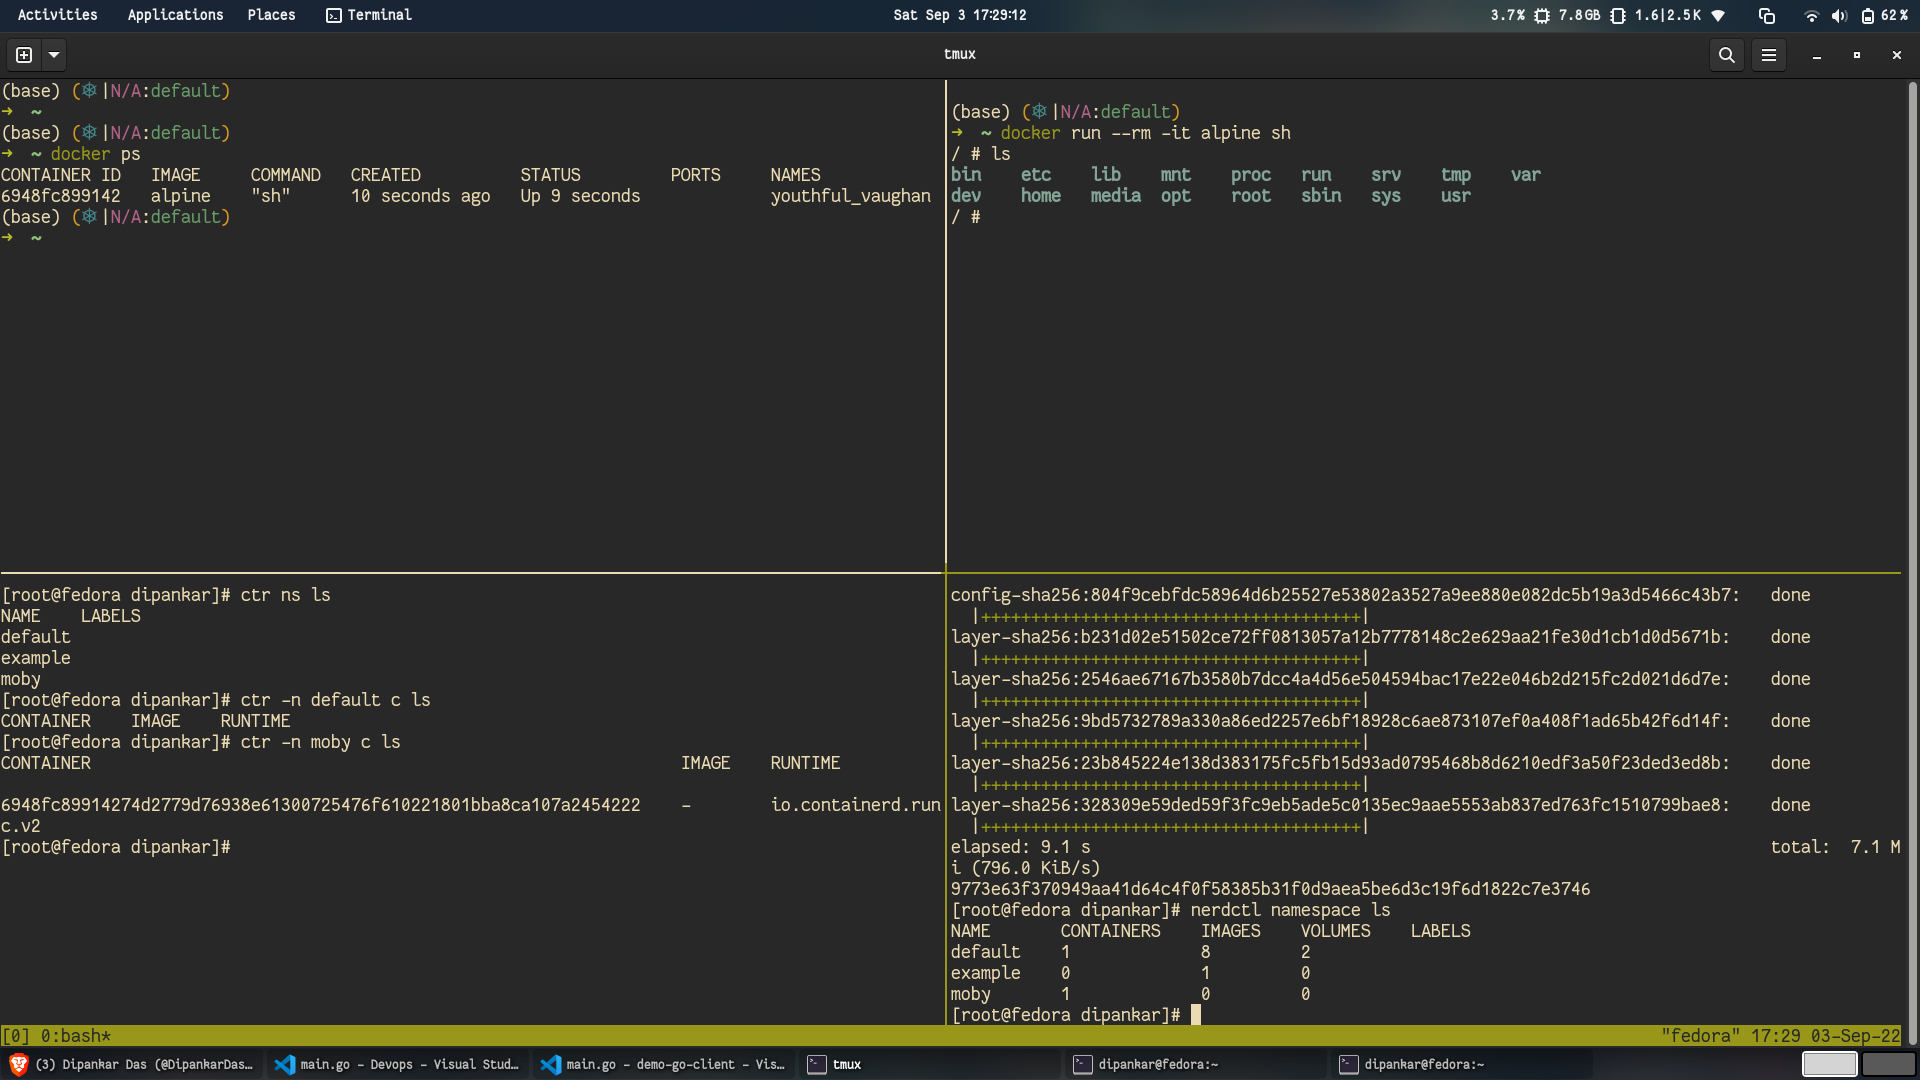 Activities Applications Places Terminal Sat Sep 3 17:29:12 3.7% 7.8GB 1.6|2.5K 62%
tmux
(base) (⎈|N/A:default)
➜ ~
(base) (⎈|N/A:default)
➜ ~ docker ps
CONTAINER ID IMAGE COMMAND CREATED STATUS PORTS NAMES
6948fc899142 alpine "sh" 10 seconds ago Up 9 seconds youthful_vaughan
(base) (⎈|N/A:default)
➜ ~
(base) (⎈|N/A:default)
➜ ~ docker run --rm -it alpine sh
/ # ls
bin etc lib mnt proc run srv tmp var
dev home media opt root sbin sys usr
/ #
[root@fedora dipankar]# ctr ns ls
NAME LABELS
default
example
moby
[root@fedora dipankar]# ctr -n default c ls
CONTAINER IMAGE RUNTIME
[root@fedora dipankar]# ctr -n moby c ls
CONTAINER IMAGE RUNTIME
6948fc89914274d2779d76938e61300725476f610221801bba8ca107a2454222 - io.containerd.run
c.v2
[root@fedora dipankar]#
config-sha256:804f9cebfdc58964d6b25527e53802a3527a9ee880e082dc5b19a3d5466c43b7: done
|++++++++++++++++++++++++++++++++++++++|
layer-sha256:b231d02e51502ce72ff0813057a12b7778148c2e629aa21fe30d1cb1d0d5671b: done
|++++++++++++++++++++++++++++++++++++++|
layer-sha256:2546ae67167b3580b7dcc4a4d56e504594bac17e22e046b2d215fc2d021d6d7e: done
|++++++++++++++++++++++++++++++++++++++|
layer-sha256:9bd5732789a330a86ed2257e6bf18928c6ae873107ef0a408f1ad65b42f6d14f: done
|++++++++++++++++++++++++++++++++++++++|
layer-sha256:23b845224e138d383175fc5fb15d93ad0795468b8d6210edf3a50f23ded3ed8b: done
|++++++++++++++++++++++++++++++++++++++|
layer-sha256:328309e59ded59f3fc9eb5ade5c0135ec9aae5553ab837ed763fc1510799bae8: done
|++++++++++++++++++++++++++++++++++++++|
elapsed: 9.1 s total: 7.1 M
i (796.0 KiB/s)
9773e63f370949aa41d64c4f0f58385b31f0d9aea5be6d3c19f6d1822c7e3746
[root@fedora dipankar]# nerdctl namespace ls
NAME CONTAINERS IMAGES VOLUMES LABELS
default 1 8 2
example 0 1 0
moby 1 0 0
[root@fedora dipankar]#
[0] 0:bash* "fedora" 17:29 03-Sep-22
(3) Dipankar Das (@DipankarDas… main.go - Devops - Visual Stud… main.go - demo-go-client - Vis… tmux dipankar@fedora:~ dipankar@fedora:~